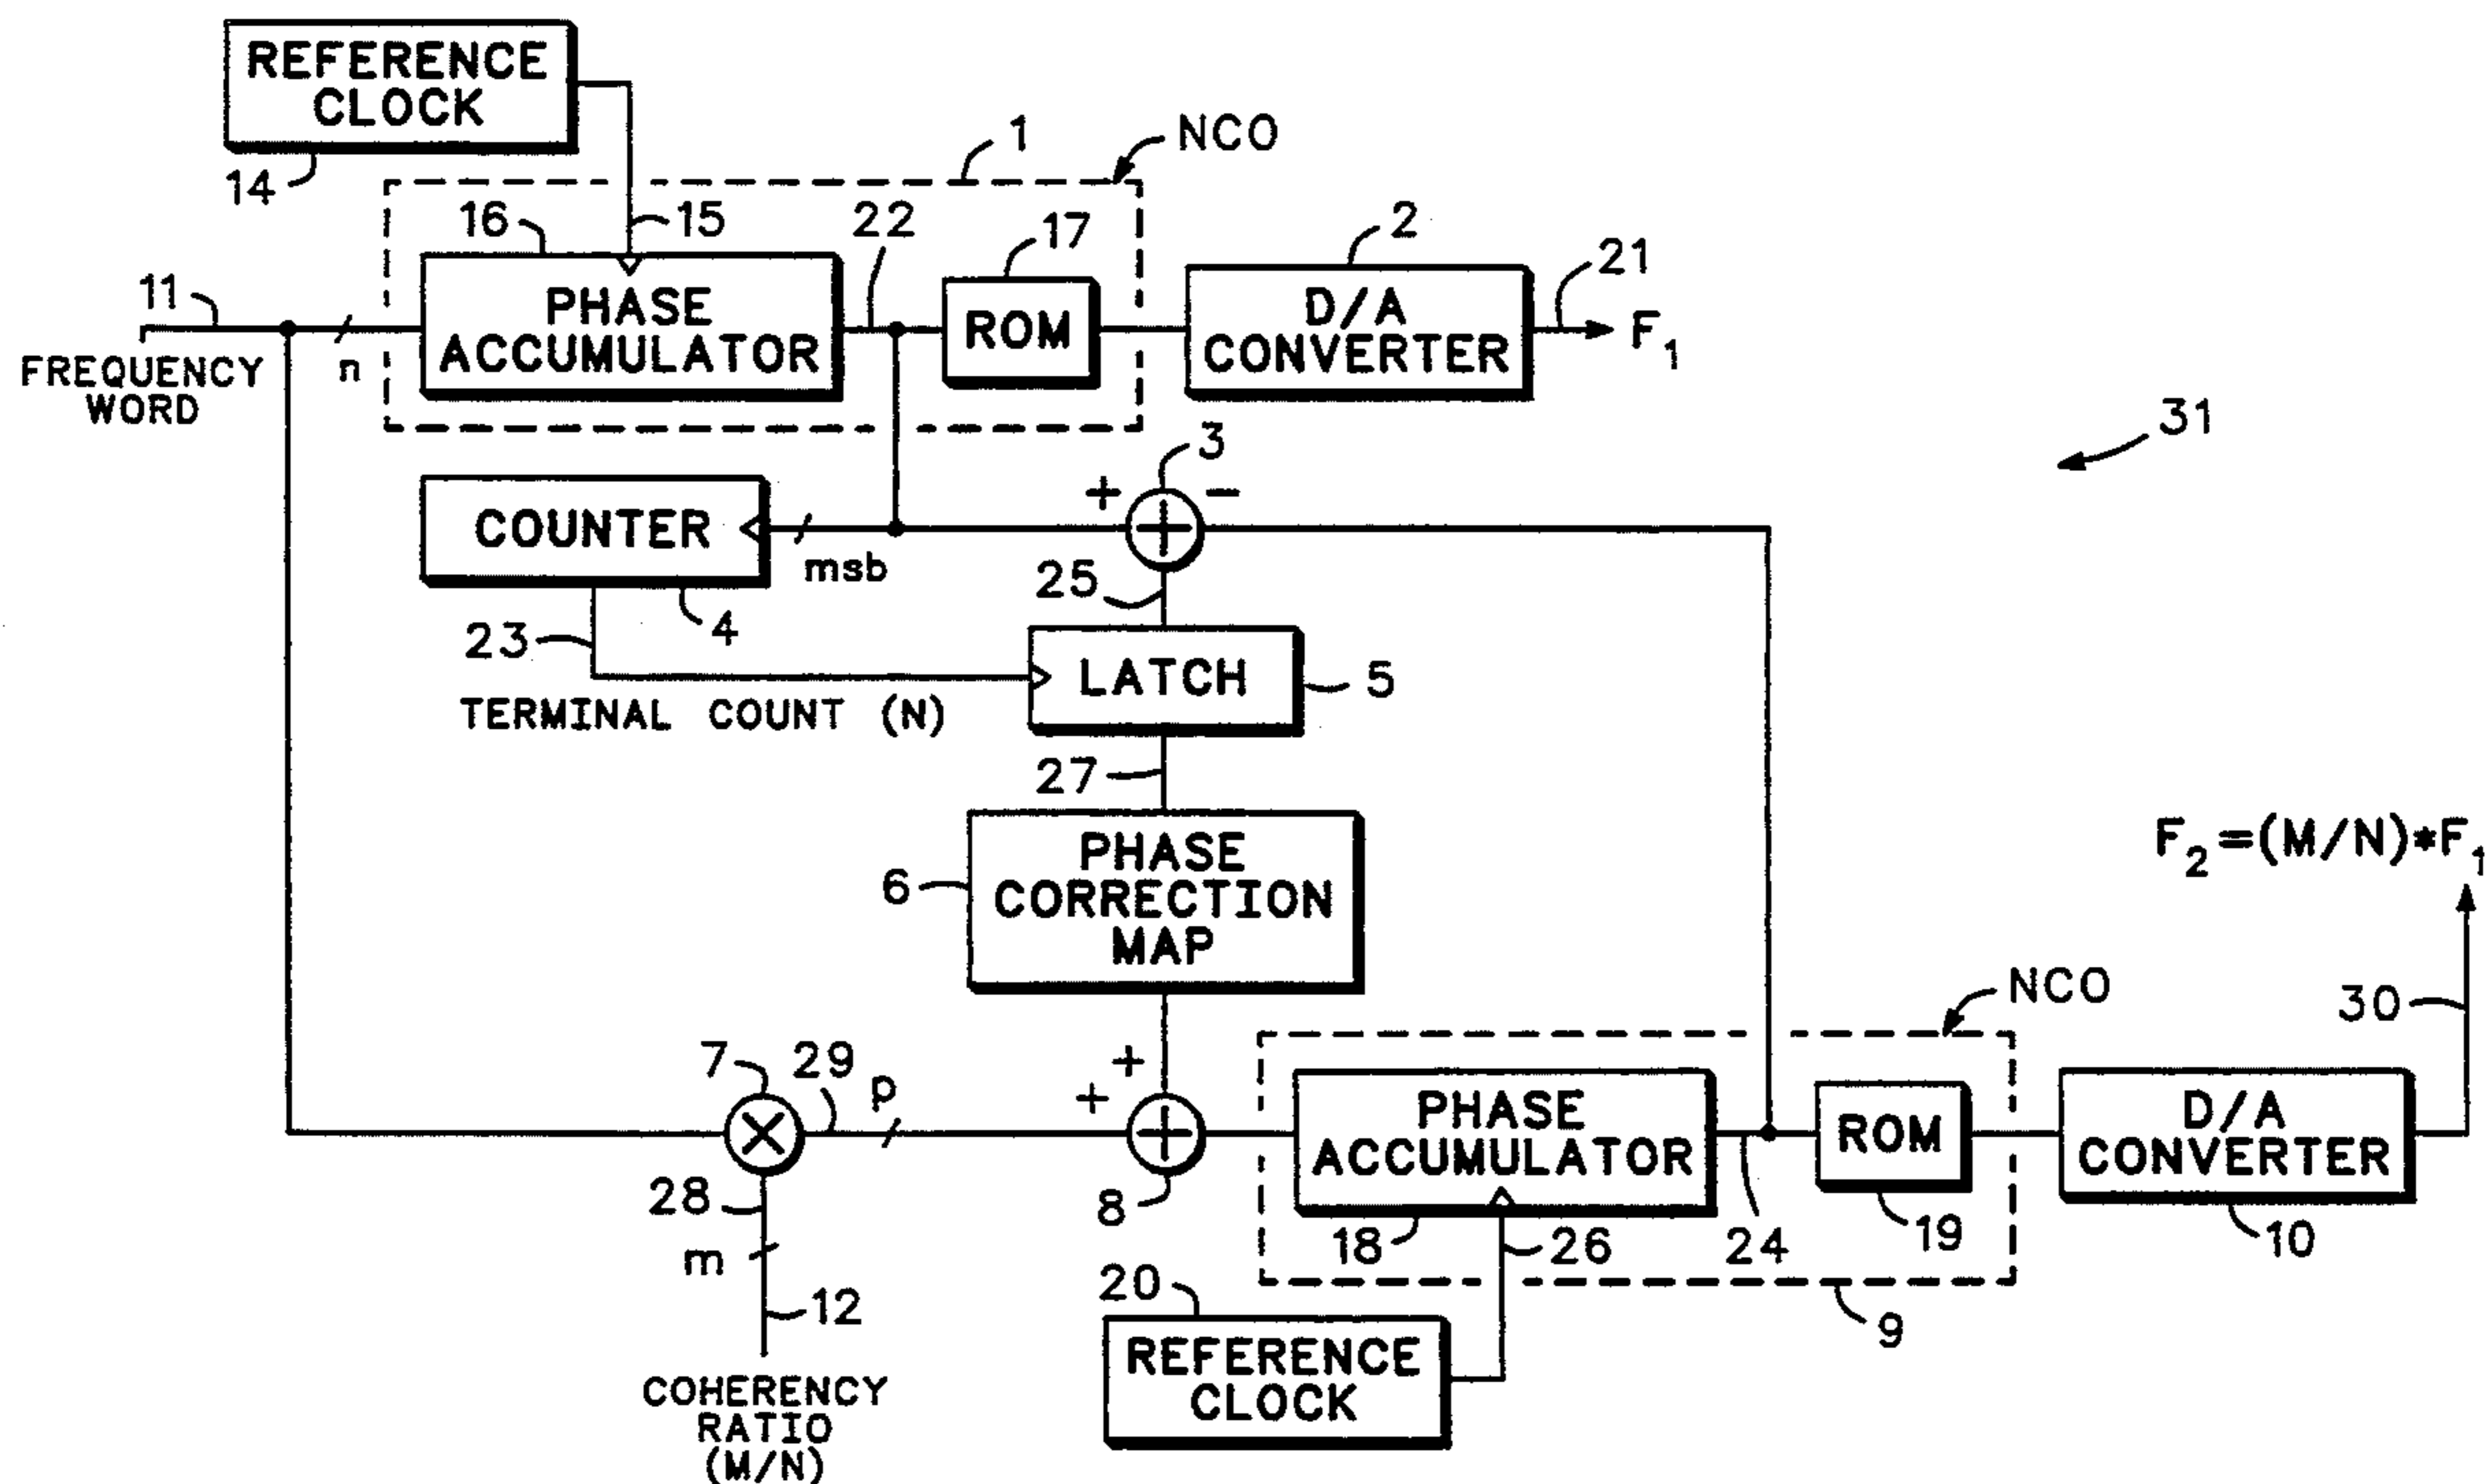 REFERENCE
CLOCK
14
1
NCO
16
15
22
17
2
21
11
PHASE
ACCUMULATOR
ROM
D/A
CONVERTER
F₁
FREQUENCY
WORD
n
31
3
+
−
COUNTER
msb
25
23
4
LATCH
5
TERMINAL COUNT (N)
27
PHASE
CORRECTION
MAP
6
F₂=(M/N)*F₁
NCO
30
7
29
p
+
+
PHASE
ACCUMULATOR
ROM
D/A
CONVERTER
28
8
18
26
24
19
10
m
12
20
9
REFERENCE
CLOCK
COHERENCY
RATIO
(M/N)